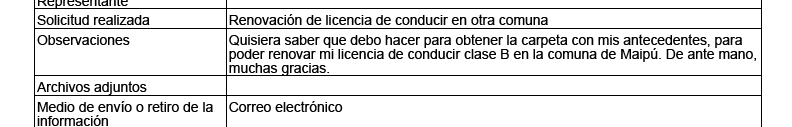 Representante
Solicitud realizada Renovación de licencia de conducir en otra comuna
Observaciones Quisiera saber que debo hacer para obtener la carpeta con mis antecedentes, para
poder renovar mi licencia de conducir clase B en la comuna de Maipú. De ante mano,
muchas gracias.
Archivos adjuntos
Medio de envío o retiro de la Correo electrónico
información